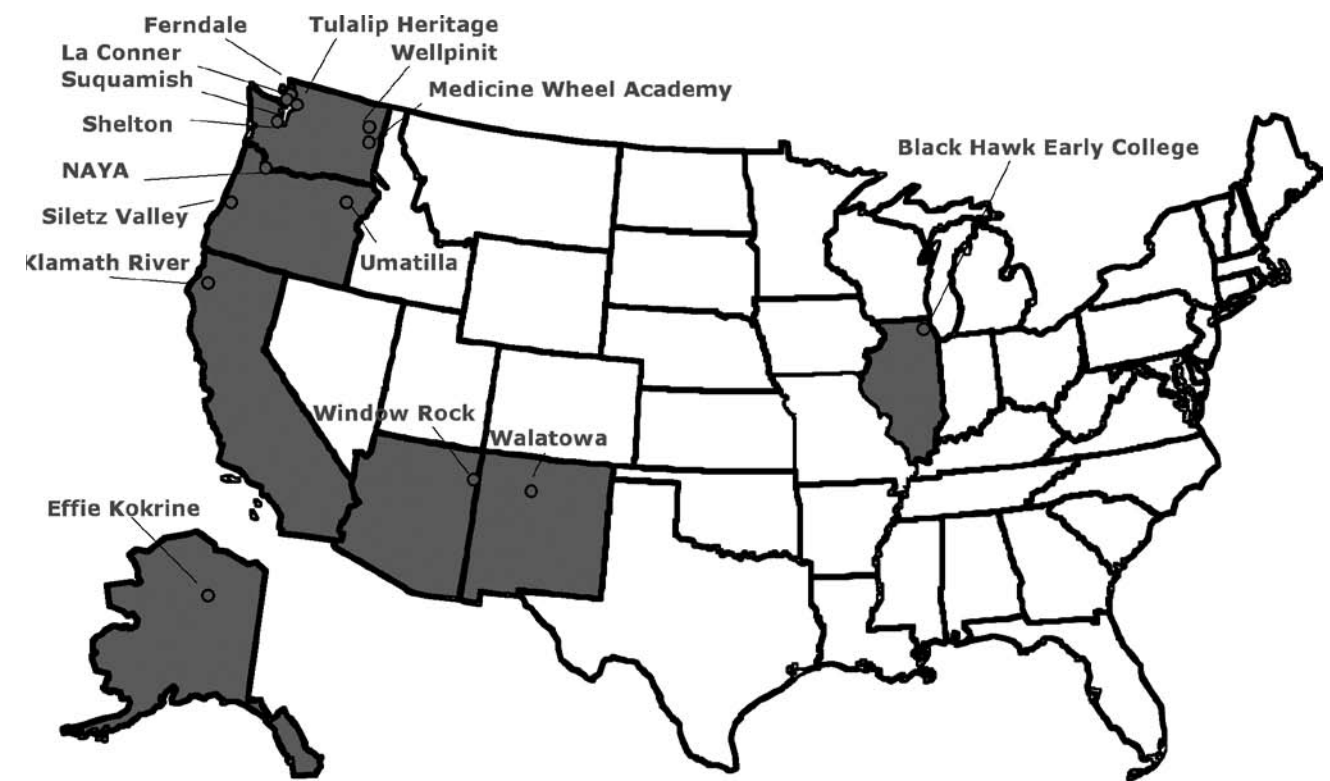 Ferndale
Tulalip Heritage
La Conner
Wellpinit
Suquamish
Medicine Wheel Academy
Shelton
Black Hawk Early College
NAYA
Siletz Valley
Umatilla
Klamath River
Window Rock
Walatowa
Effie Kokrine